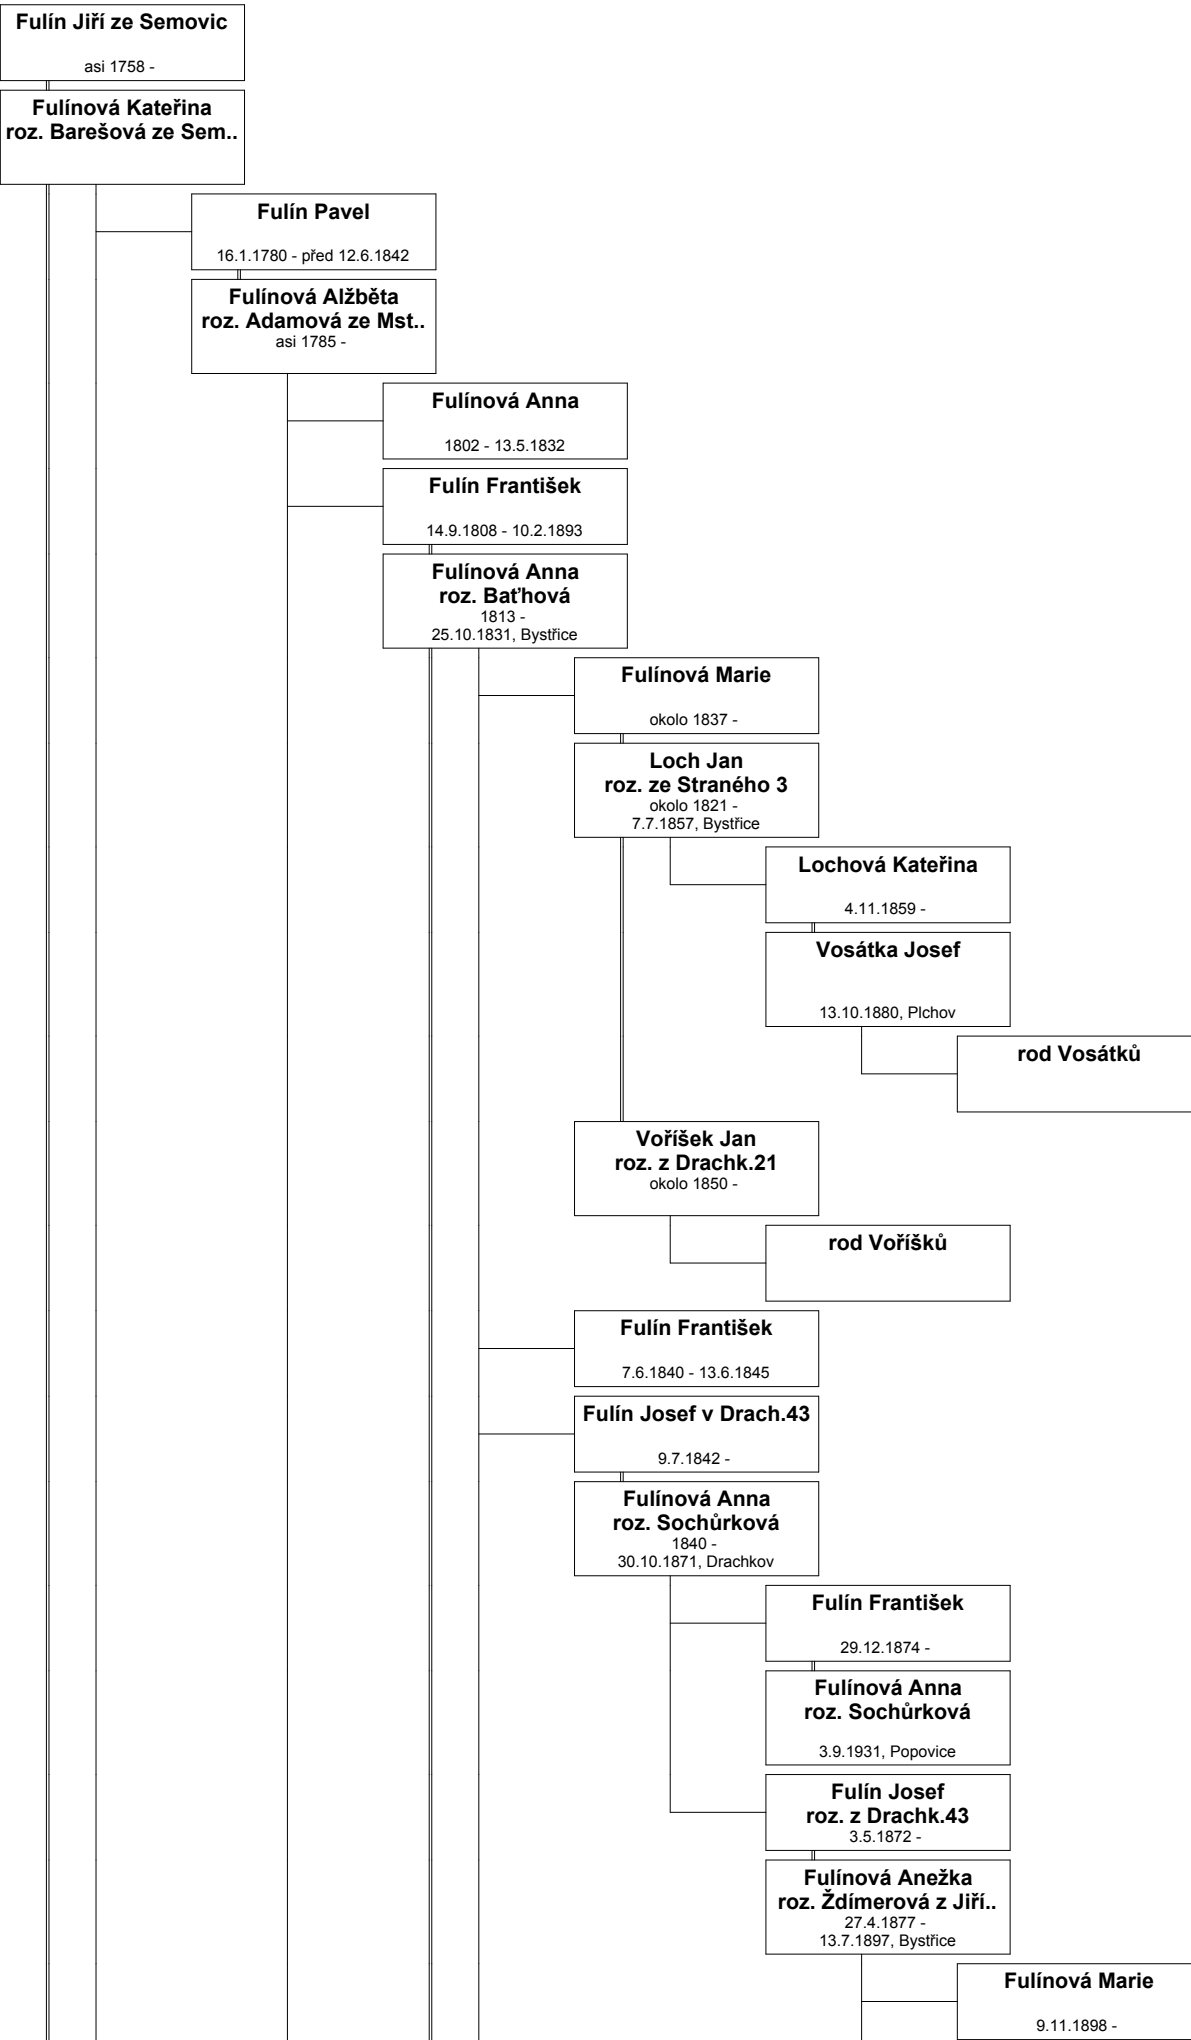 Fulín Jiří ze Semovic
asi 1758 -
Fulínová Kateřina
roz. Barešová ze Sem..
Fulín Pavel
16.1.1780 - před 12.6.1842
Fulínová Alžběta
roz. Adamová ze Mst..
asi 1785 -
Fulínová Anna
1802 - 13.5.1832
Fulín František
14.9.1808 - 10.2.1893
Fulínová Anna
roz. Baťhová
1813 -
25.10.1831, Bystřice
Fulínová Marie
okolo 1837 -
Loch Jan
roz. ze Straného 3
okolo 1821 -
7.7.1857, Bystřice
Lochová Kateřina
4.11.1859 -
Vosátka Josef
13.10.1880, Plchov
rod Vosátků
Voříšek Jan
roz. z Drachk.21
okolo 1850 -
rod Voříšků
Fulín František
7.6.1840 - 13.6.1845
Fulín Josef v Drach.43
9.7.1842 -
Fulínová Anna
roz. Sochůrková
1840 -
30.10.1871, Drachkov
Fulín František
29.12.1874 -
Fulínová Anna
roz. Sochůrková
3.9.1931, Popovice
Fulín Josef
roz. z Drachk.43
3.5.1872 -
Fulínová Anežka
roz. Ždímerová z Jiří..
27.4.1877 -
13.7.1897, Bystřice
Fulínová Marie
9.11.1898 -